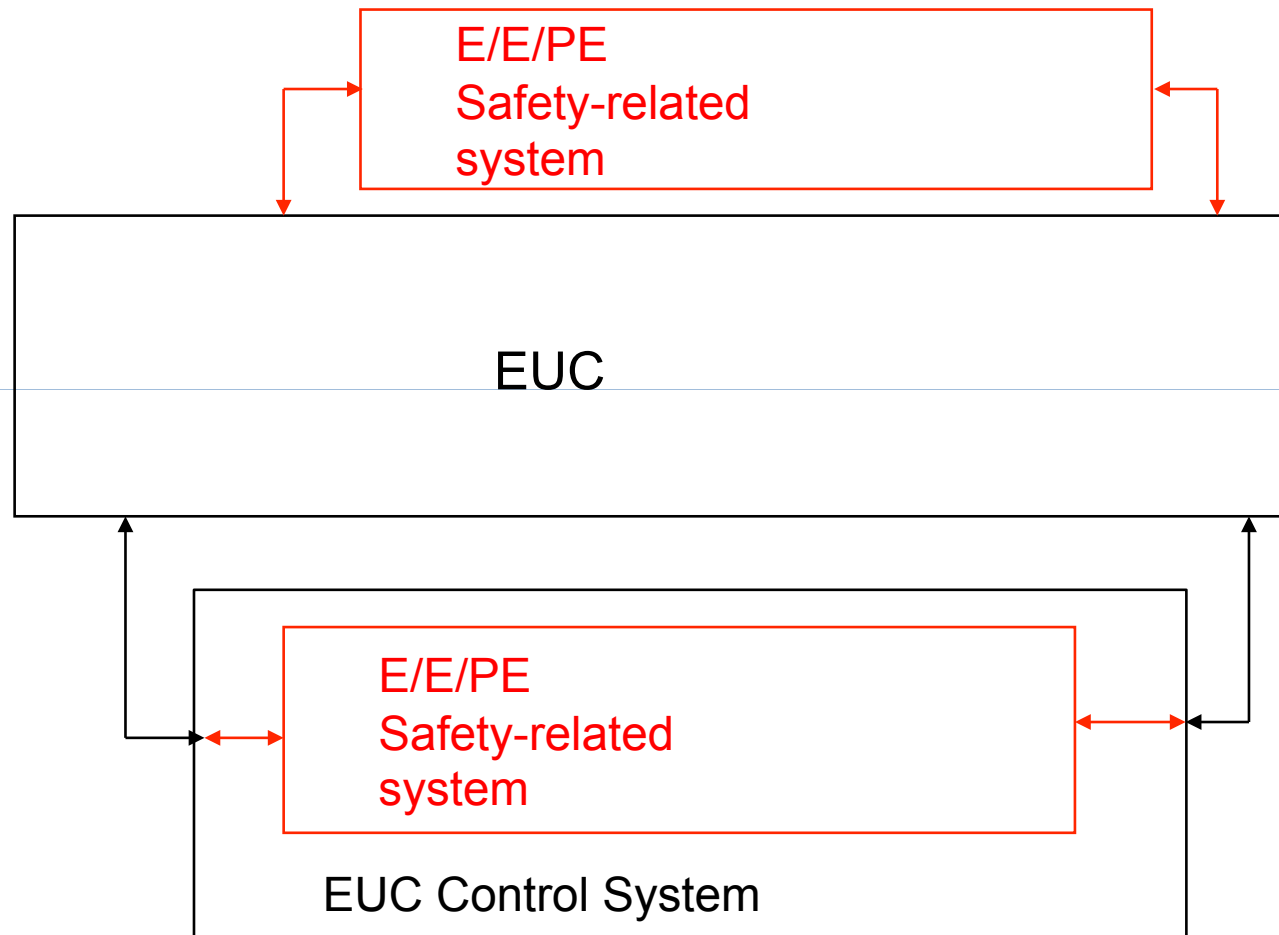 E/E/PE
Safety-related
system
EUC
E/E/PE
Safety-related
system
EUC Control System